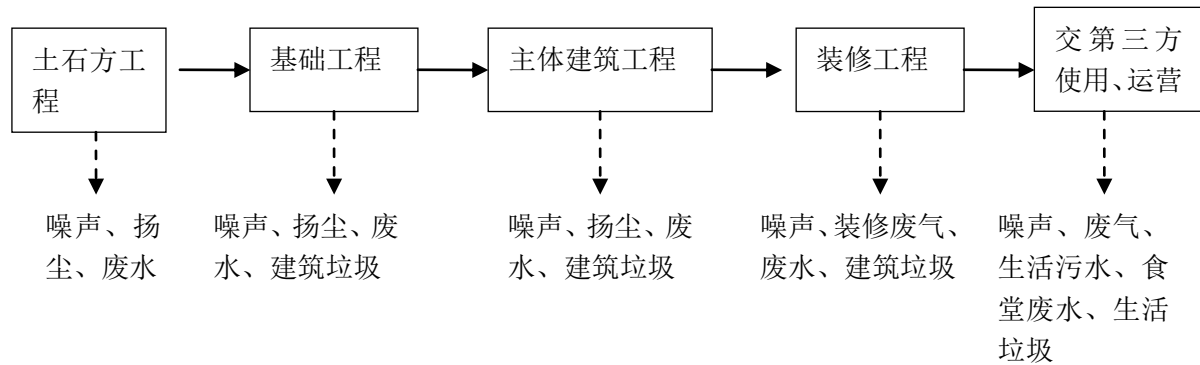 土石方工
程
基础工程
主体建筑工程
装修工程
交第三方
使用、运营
噪声、扬
尘、废水
噪声、扬尘、废
水、建筑垃圾
噪声、扬尘、废
水、建筑垃圾
噪声、装修废气、
废水、建筑垃圾
噪声、废气、
生活污水、食
堂废水、生活
垃圾